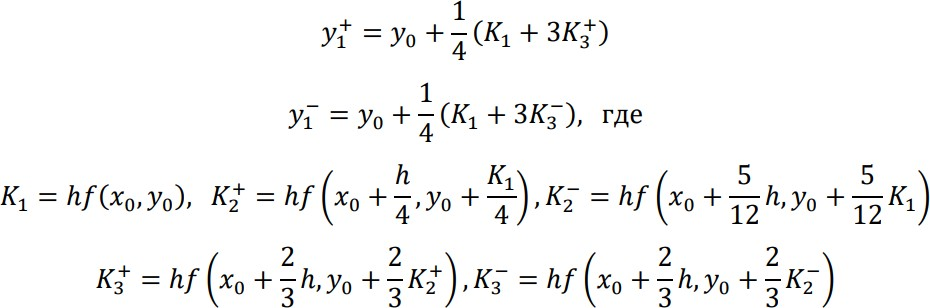 y₁⁺ = y₀ + 1/4 (K₁ + 3K₃⁺)
y₁⁻ = y₀ + 1/4 (K₁ + 3K₃⁻), где
K₁ = hf(x₀, y₀), K₂⁺ = hf(x₀ + h/4, y₀ + K₁/4), K₂⁻ = hf(x₀ + 5/12 h, y₀ + 5/12 K₁)
K₃⁺ = hf(x₀ + 2/3 h, y₀ + 2/3 K₂⁺), K₃⁻ = hf(x₀ + 2/3 h, y₀ + 2/3 K₂⁻)